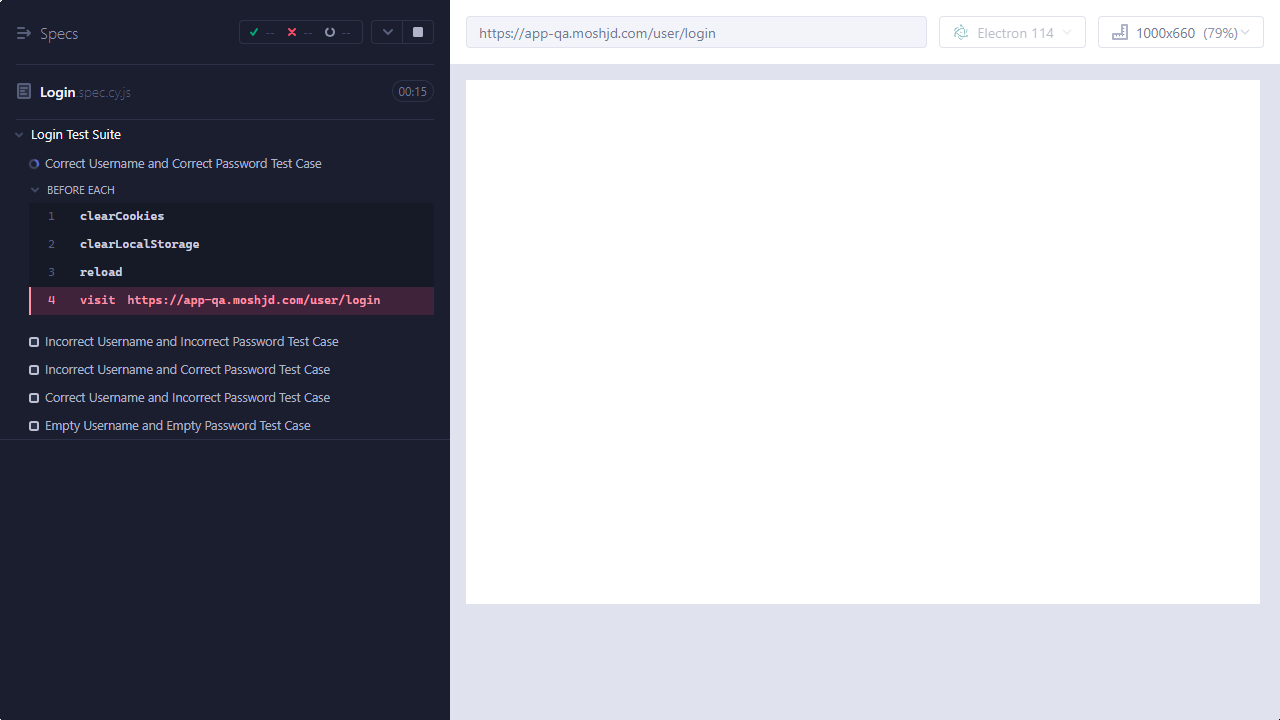 Specs -- -- --
https://app-qa.moshjd.com/user/login Electron 114 1000x660 (79%)
Login.spec.cy.js 00:15
Login Test Suite
Correct Username and Correct Password Test Case
BEFORE EACH
1 clearCookies
2 clearLocalStorage
3 reload
4 visit https://app-qa.moshjd.com/user/login
Incorrect Username and Incorrect Password Test Case
Incorrect Username and Correct Password Test Case
Correct Username and Incorrect Password Test Case
Empty Username and Empty Password Test Case